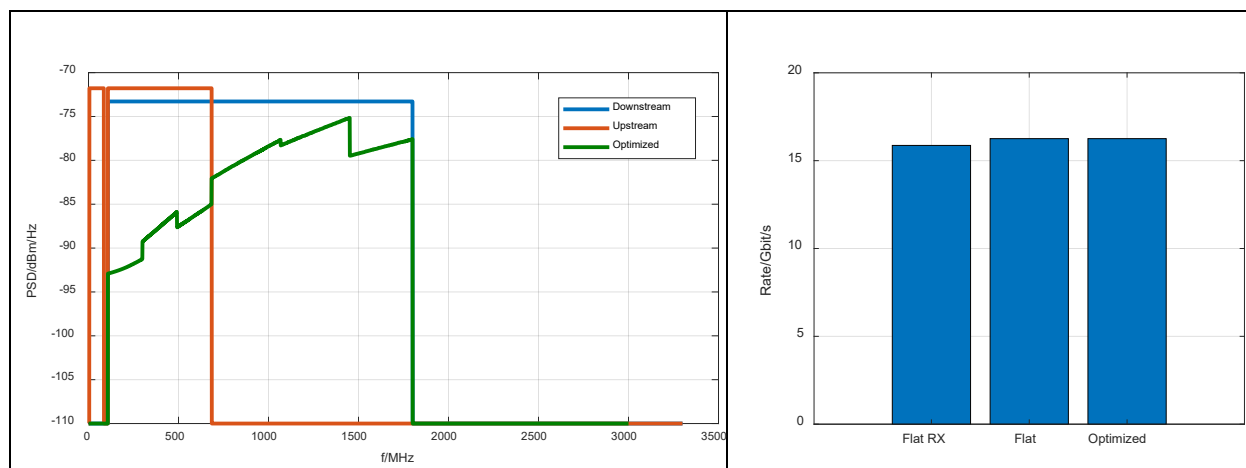 -70
-75
-80
-85
-90
-95
-100
-105
-110
PSD/dBm/Hz
0 500 1000 1500 2000 2500 3000 3500
f/MHz
Downstream
Upstream
Optimized
20
15
10
5
0
Rate/Gbit/s
Flat RX Flat Optimized